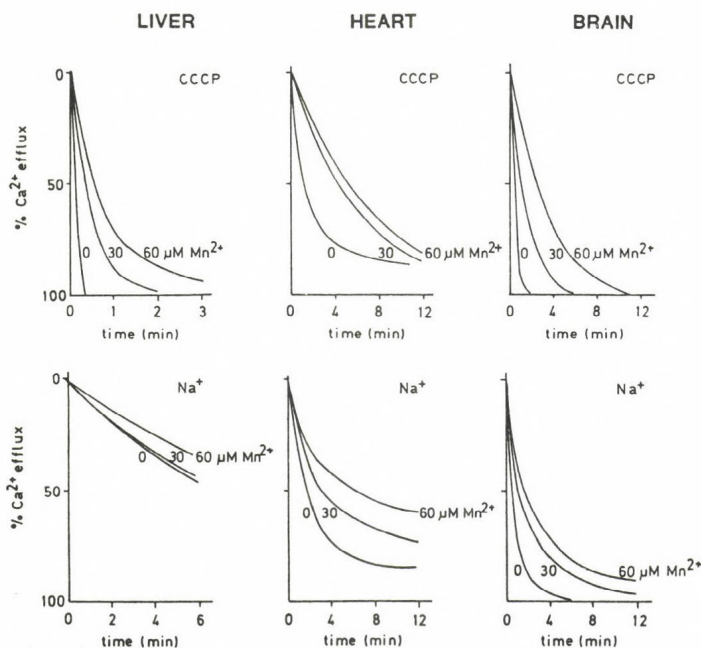 LIVER HEART BRAIN
0 CCCP CCCP CCCP
% Ca2+ efflux
50
0 30 60 µM Mn2+ 0 30 60 µM Mn2+ 0 30 60 µM Mn2+
100
0 1 2 3 0 4 8 12 0 4 8 12
time (min) time (min) time (min)
0 Na+ Na+ Na+
% Ca2+ efflux
0 30 60 µM Mn2+
50
0 30 60 µM Mn2+
0 30 60 µM Mn2+
100
0 2 4 6 0 4 8 12 0 4 8 12
time (min) time (min) time (min)